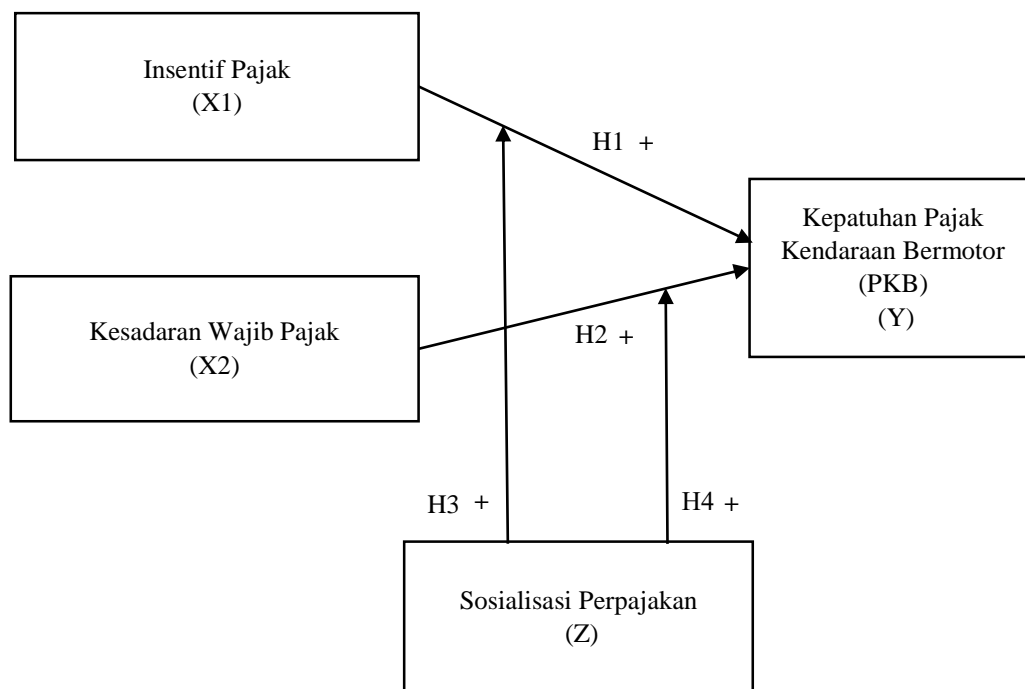 Insentif Pajak
(X1)
H1 +
Kepatuhan Pajak
Kendaraan Bermotor
(PKB)
(Y)
Kesadaran Wajib Pajak
(X2)
H2 +
H3 +
H4 +
Sosialisasi Perpajakan
(Z)